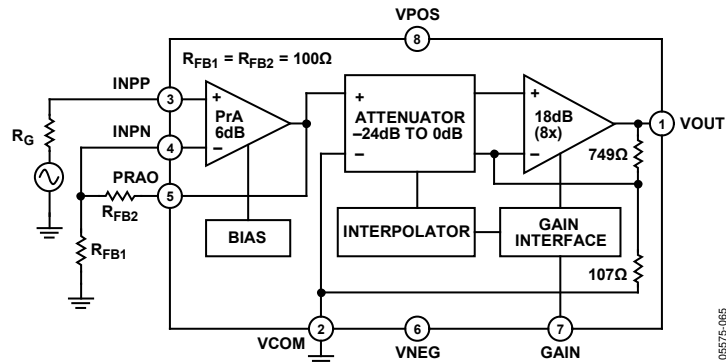 VPOS
8
R_FB1 = R_FB2 = 100Ω
INPP
3
+
PrA
6dB
−
+
ATTENUATOR
–24dB TO 0dB
−
+
18dB
(8x)
−
1
VOUT
R_G
INPN
4
749Ω
PRAO
5
R_FB2
BIAS
INTERPOLATOR
GAIN
INTERFACE
R_FB1
107Ω
VCOM
2
6
VNEG
7
GAIN
06575-065